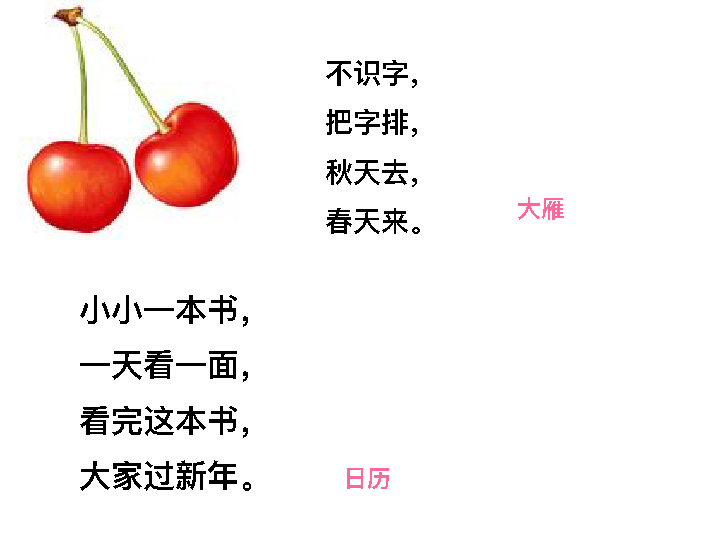 不识字，
把字排，
秋天去，
春天来。
大雁
小小一本书，
一天看一面，
看完这本书，
大家过新年。
日历